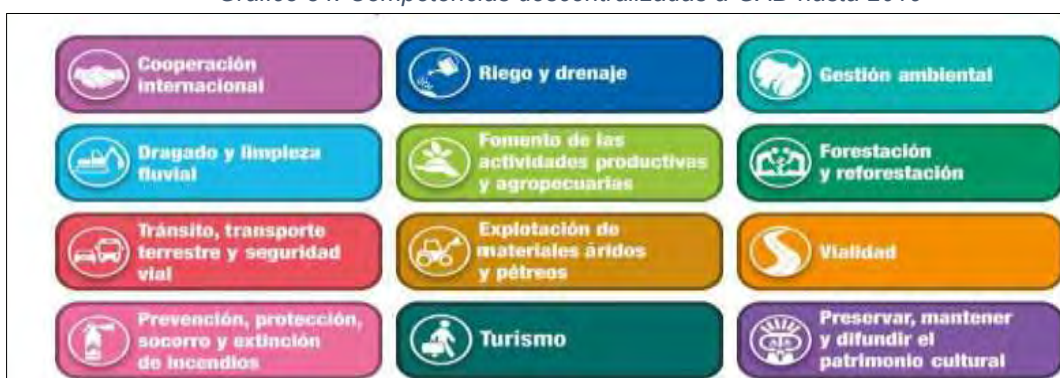 Cooperación
internacional
Riego y drenaje
Gestión ambiental
Dragado y limpieza
fluvial
Fomento de las
actividades productivas
y agropecuarias
Forestación
y reforestación
Tránsito, transporte
terrestre y seguridad
vial
Explotación de
materiales áridos
y pétreos
Vialidad
Prevención, protección,
socorro y extinción
de incendios
Turismo
Preservar, mantener
y difundir el
patrimonio cultural